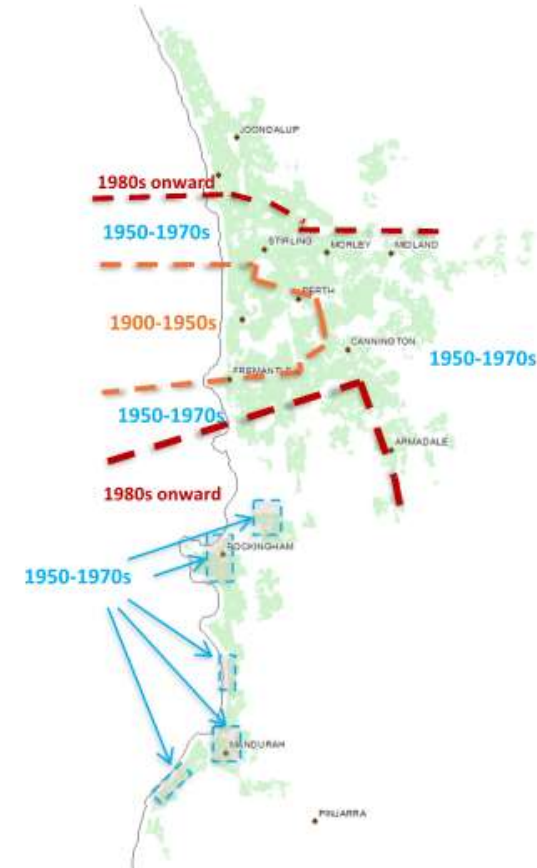 JOONDALUP
1980s onward
1950-1970s
STIRLING
MORLEY
MIDLAND
PERTH
1900-1950s
CANNINGTON
1950-1970s
FREMANTLE
1950-1970s
ARMADALE
1980s onward
ROCKINGHAM
1950-1970s
MANDURAH
PINJARRA